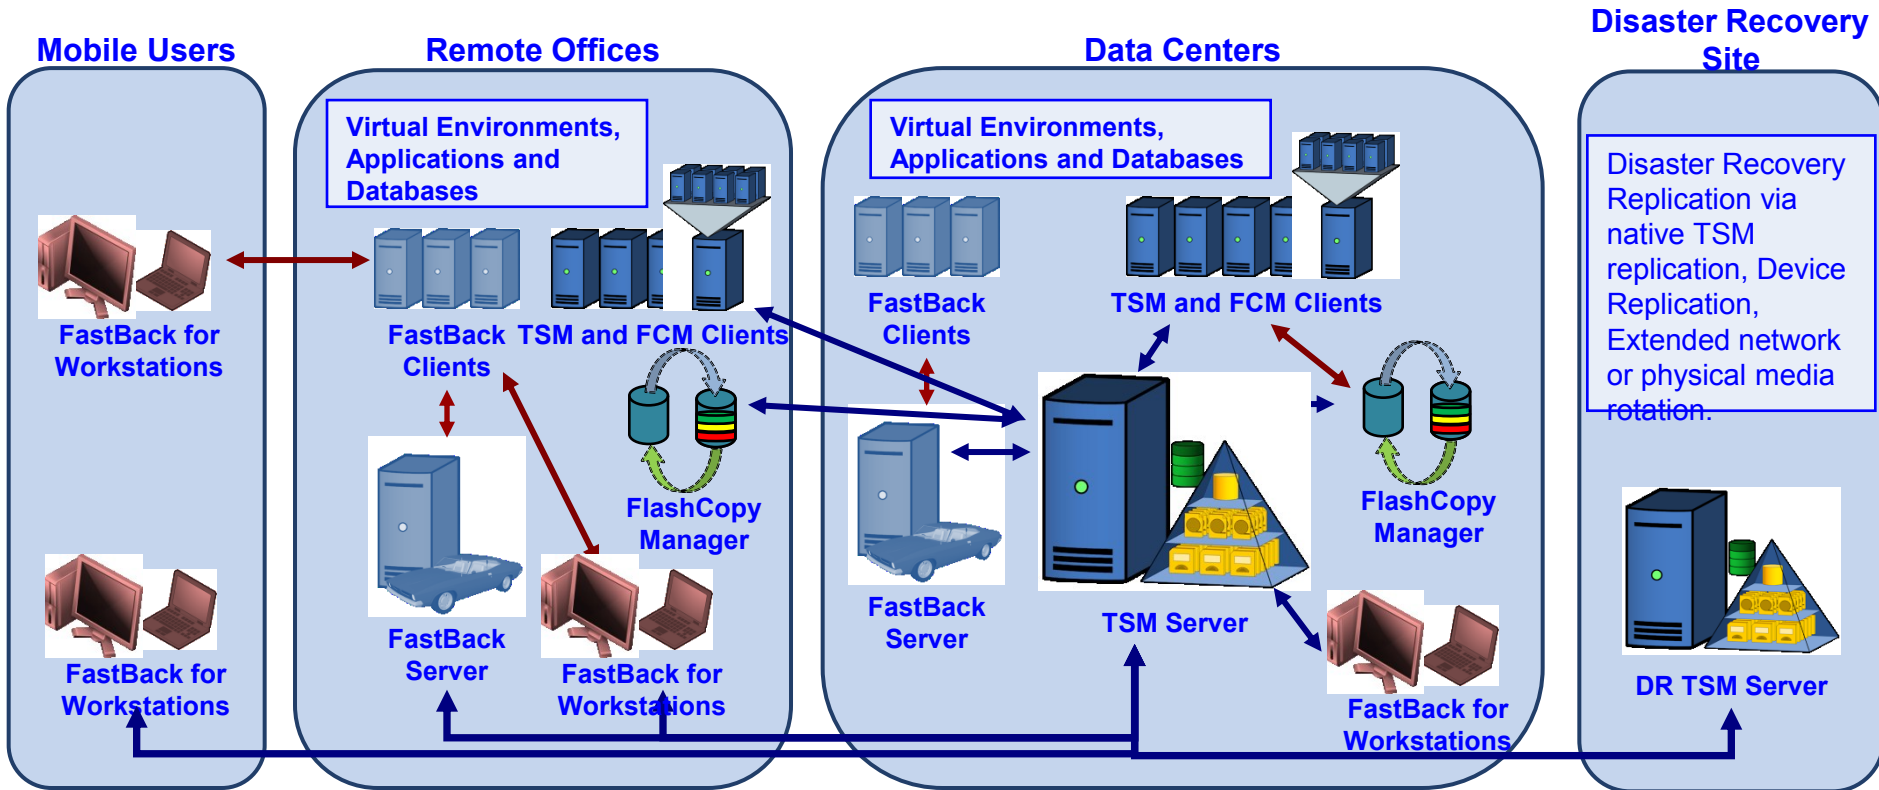 Mobile Users
Remote Offices
Data Centers
Disaster Recovery
Site
FastBack for
Workstations
FastBack for
Workstations
Virtual Environments,
Applications and
Databases
FastBack
Clients
TSM and FCM Clients
FastBack
Server
FlashCopy
Manager
FastBack for
Workstations
Virtual Environments,
Applications and Databases
FastBack
Clients
TSM and FCM Clients
FastBack
Server
TSM Server
FlashCopy
Manager
FastBack for
Workstations
Disaster Recovery
Replication via
native TSM
replication, Device
Replication,
Extended network
or physical media
rotation.
DR TSM Server